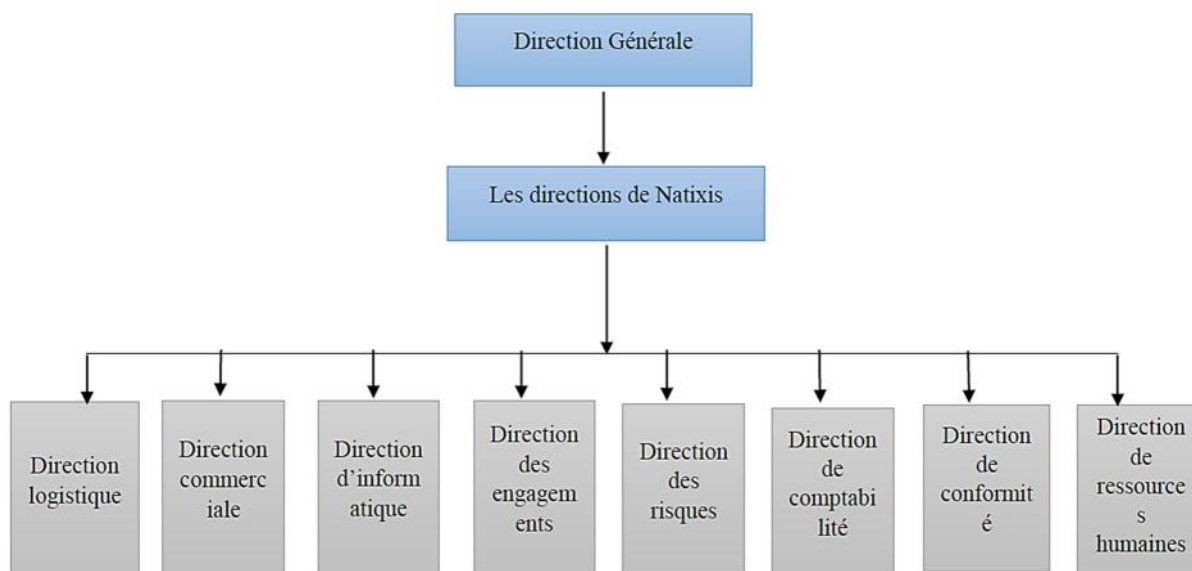 Direction Générale
Les directions de Natixis
Direction
logistique
Direction
commerc
iale
Direction
d’inform
atique
Direction
des
engagem
ents
Direction
des
risques
Direction
de
comptabi
lité
Direction
de
conformit
é
Direction
de
ressource
s
humaines